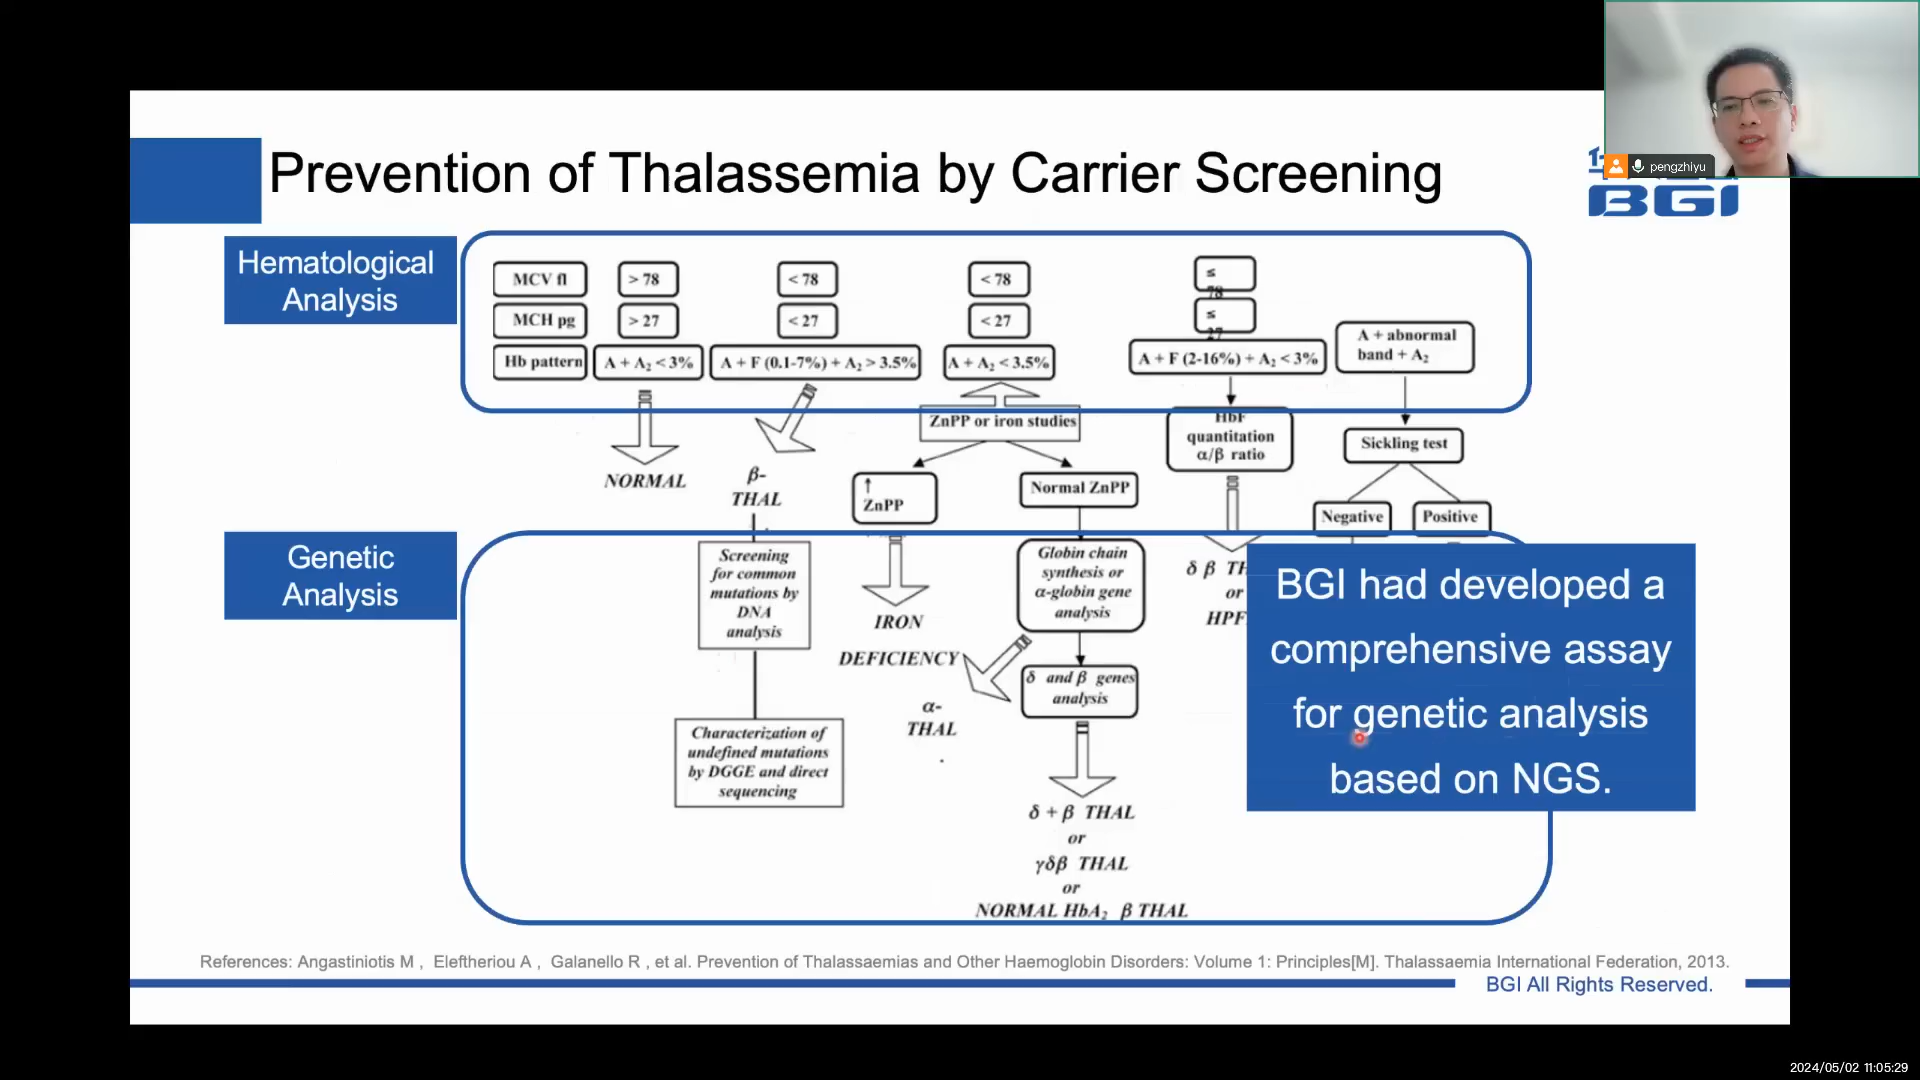 pengzhiyu
Prevention of Thalassemia by Carrier Screening
BGI
Hematological
Analysis
MCV fl
> 78
< 78
< 78
≤
78
MCH pg
> 27
< 27
< 27
≤
27
Hb pattern
A + A₂ < 3%
A + F (0.1-7%) + A₂ > 3.5%
A + A₂ < 3.5%
A + F (2-16%) + A₂ < 3%
A + abnormal
band + A₂
ZnPP or iron studies
HbF
quantitation
α/β ratio
Sickling test
NORMAL
β-
THAL
↑
ZnPP
Normal ZnPP
Negative
Positive
Genetic
Analysis
Screening
for common
mutations by
DNA
analysis
Globin chain
synthesis or
α-globin gene
analysis
δ β TH
or
HPF
IRON
DEFICIENCY
α-
THAL
δ and β genes
analysis
Characterization of
undefined mutations
by DGGE and direct
sequencing
δ + β THAL
or
γδβ THAL
or
NORMAL HbA₂ β THAL
BGI had developed a
comprehensive assay
for genetic analysis
based on NGS.
References: Angastiniotis M , Eleftheriou A , Galanello R , et al. Prevention of Thalassaemias and Other Haemoglobin Disorders: Volume 1: Principles[M]. Thalassaemia International Federation, 2013.
BGI All Rights Reserved.
2024/05/02 11:05:29